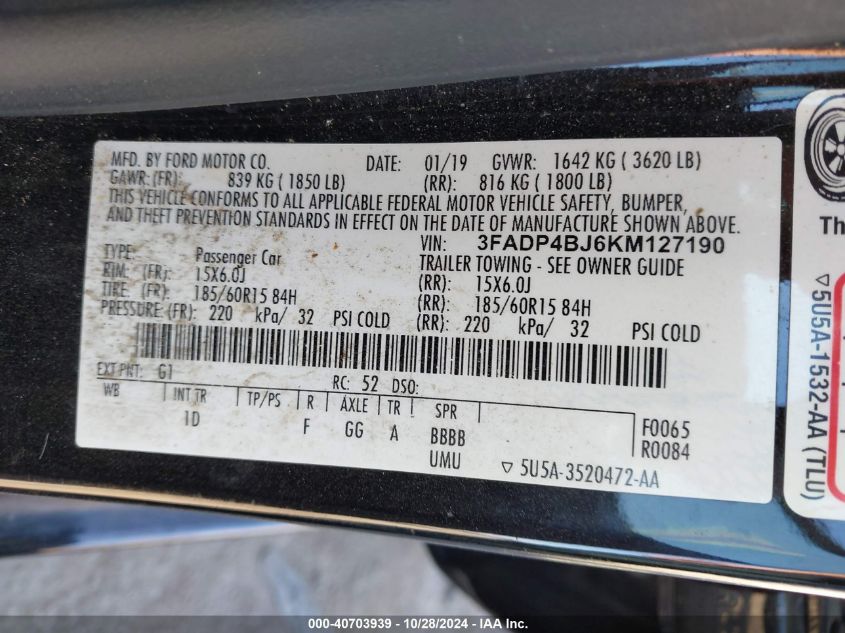 MFD. BY FORD MOTOR CO. DATE: 01/19 GVWR: 1642 KG ( 3620 LB)
GAWR: (FR): 839 KG ( 1850 LB) (RR): 816 KG ( 1800 LB)
THIS VEHICLE CONFORMS TO ALL APPLICABLE FEDERAL MOTOR VEHICLE SAFETY, BUMPER,
AND THEFT PREVENTION STANDARDS IN EFFECT ON THE DATE OF MANUFACTURE SHOWN ABOVE.
VIN: 3FADP4BJ6KM127190
TYPE: Passenger Car TRAILER TOWING - SEE OWNER GUIDE
RIM: (FR): 15X6.0J (RR): 15X6.0J
TIRE: (FR): 185/60R15 84H (RR): 185/60R15 84H
PRESSURE: (FR): 220 kPa/ 32 PSI COLD (RR): 220 kPa/ 32 PSI COLD
EXT PNT: G1 RC: 52 DSO:
WB INT TR TP/PS R AXLE TR SPR
1D F GG A BBBB F0065
UMU R0084
▽ 5U5A-3520472-AA
Th
▽5U5A-1532-AA (TLU)
000-40703939 - 10/28/2024 - IAA Inc.